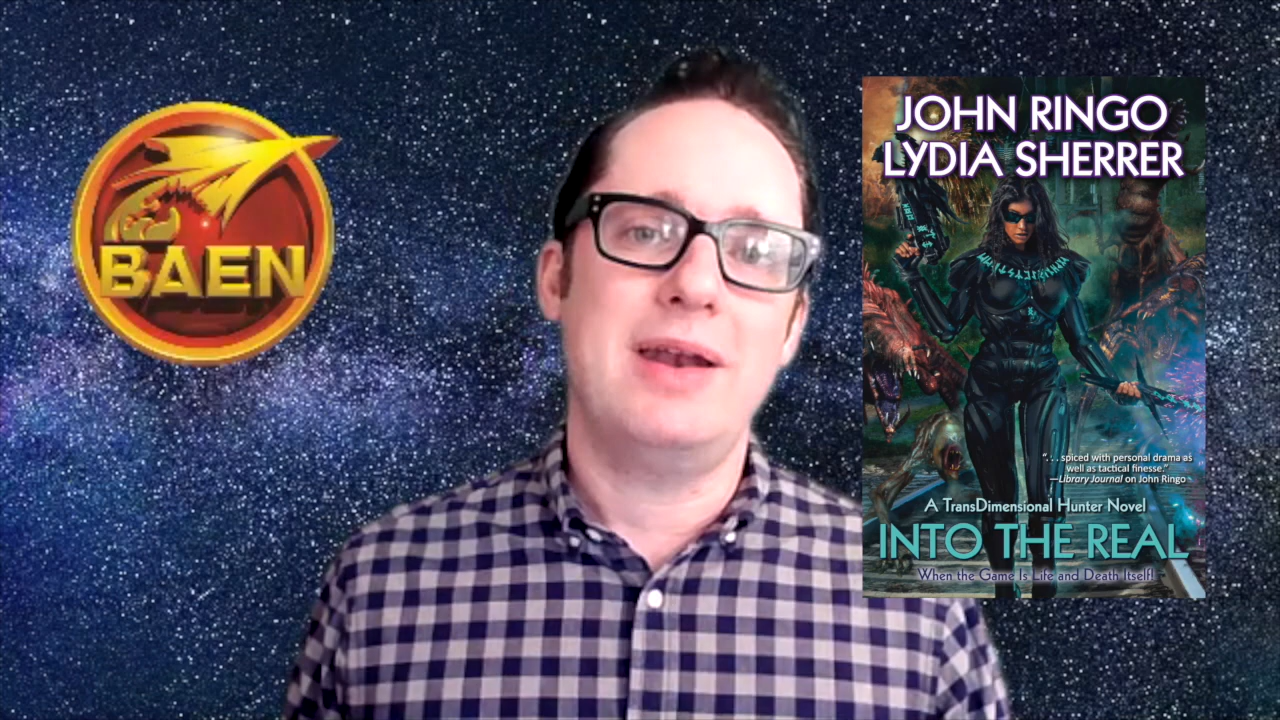 BAEN
JOHN RINGO
LYDIA SHERRER
“. . . spiced with personal drama as
well as tactical finesse.”
—Library Journal on John Ringo
A TransDimensional Hunter Novel
INTO THE REAL
When the Game Is Life and Death Itself!